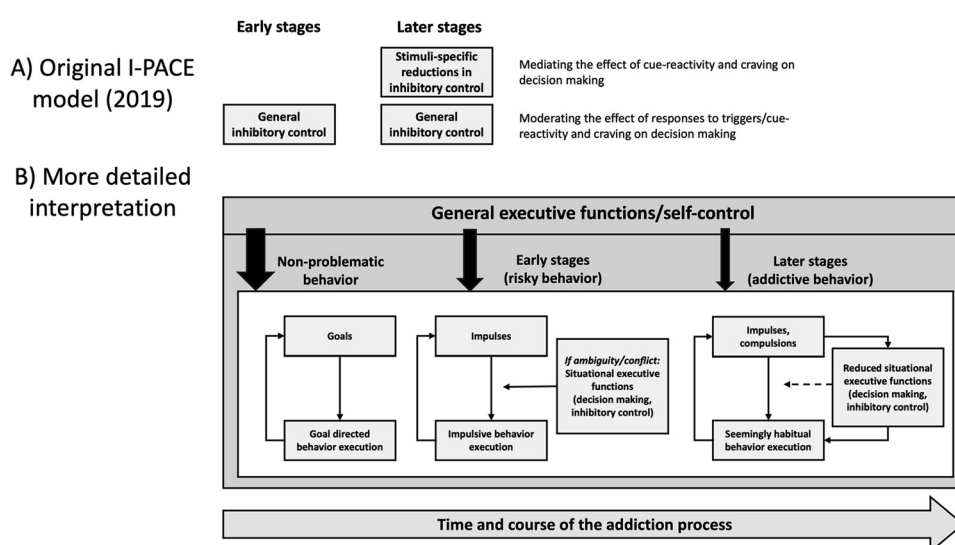 Early stages
Later stages
A) Original I-PACE
model (2019)
Stimuli-specific
reductions in
inhibitory control
Mediating the effect of cue-reactivity and craving on
decision making
General
inhibitory control
General
inhibitory control
Moderating the effect of responses to triggers/cue-
reactivity and craving on decision making
B) More detailed
interpretation
General executive functions/self-control
Non-problematic
behavior
Early stages
(risky behavior)
Later stages
(addictive behavior)
Goals
Goal directed
behavior execution
Impulses
If ambiguity/conflict:
Situational executive
functions
(decision making,
inhibitory control)
Impulsive behavior
execution
Impulses,
compulsions
Reduced situational
executive functions
(decision making,
inhibitory control)
Seemingly habitual
behavior execution
Time and course of the addiction process